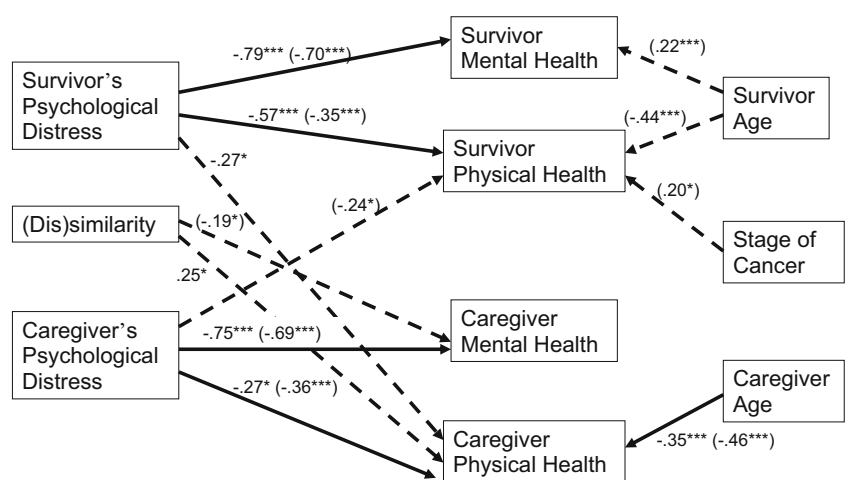 Survivor's
Psychological
Distress
(Dis)similarity
Caregiver's
Psychological
Distress
-.79*** (-.70***)
-.57*** (-.35***)
-.27*
(-.24*)
(-.19*)
.25*
-.75*** (-.69***)
-.27* (-.36***)
Survivor
Mental Health
Survivor
Physical Health
Caregiver
Mental Health
Caregiver
Physical Health
(.22***)
(-.44***)
(.20*)
-.35*** (-.46***)
Survivor
Age
Stage of
Cancer
Caregiver
Age